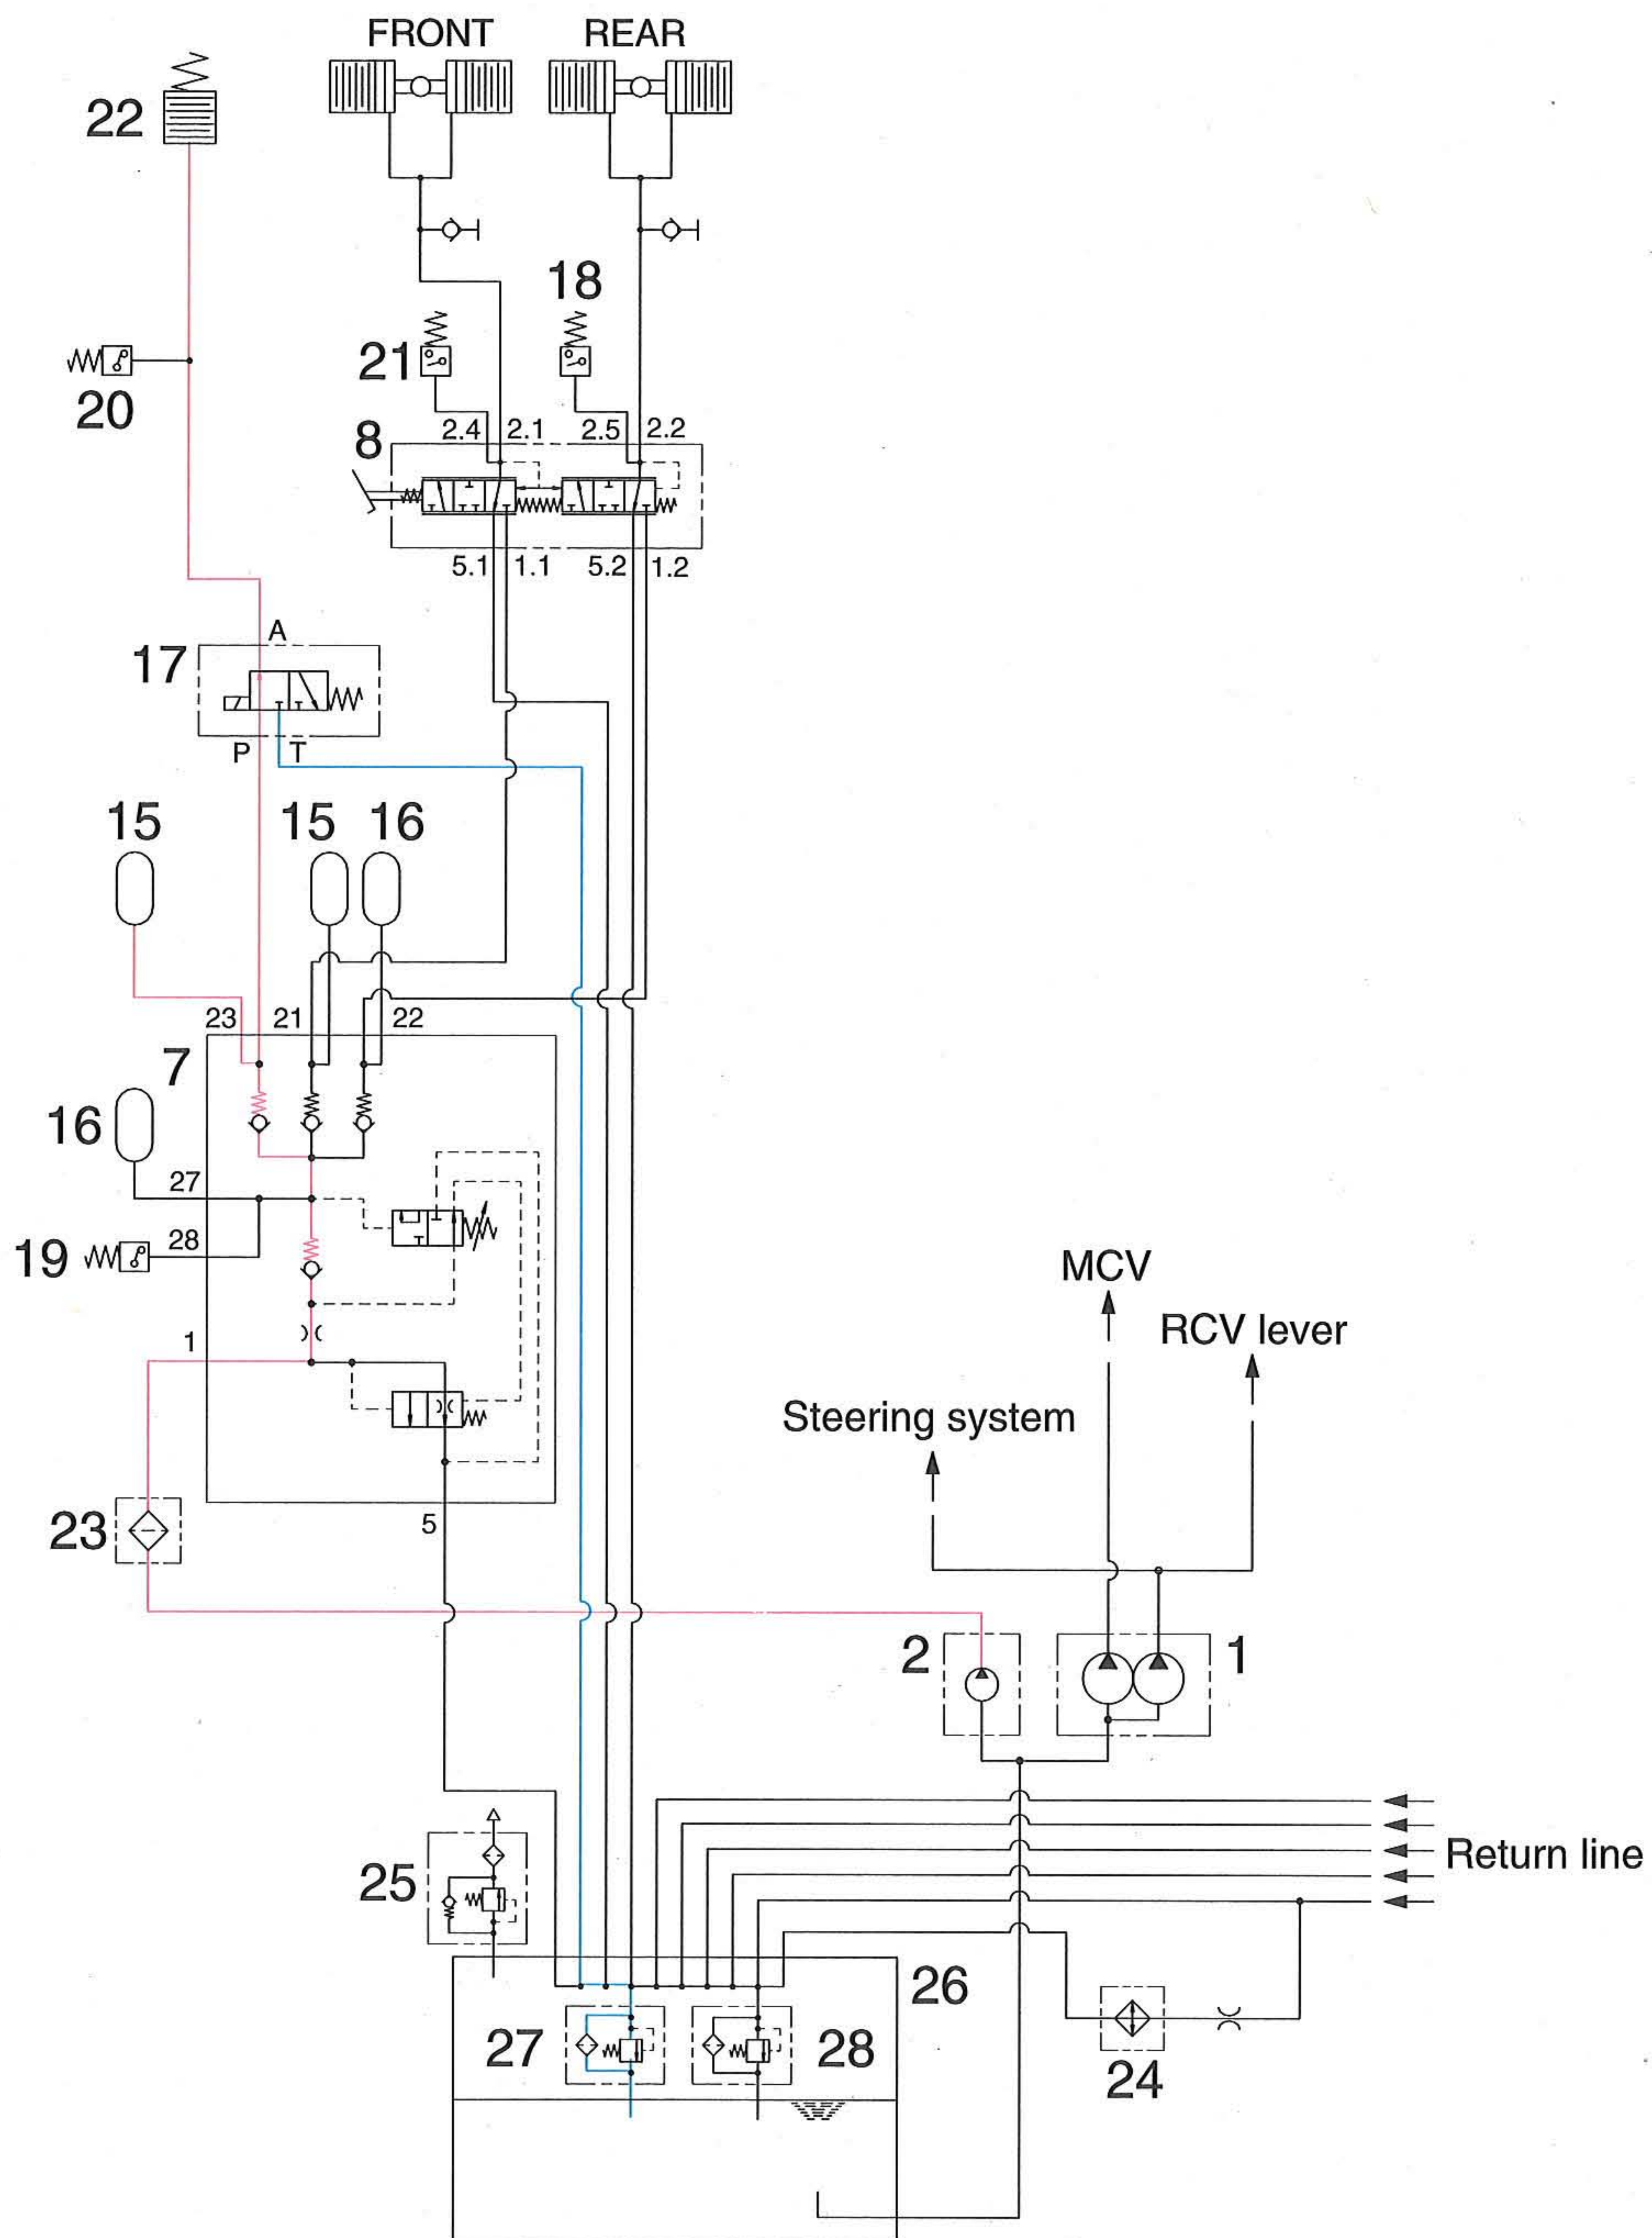 FRONT REAR
22
18
21
20
8 2.4 2.1 2.5 2.2
5.1 1.1 5.2 1.2
A
17
P T
15 15 16
23 21 22
7
16
27
28
19
MCV
RCV lever
1
Steering system
23
5
2 1
Return line
25
26
27 28
24